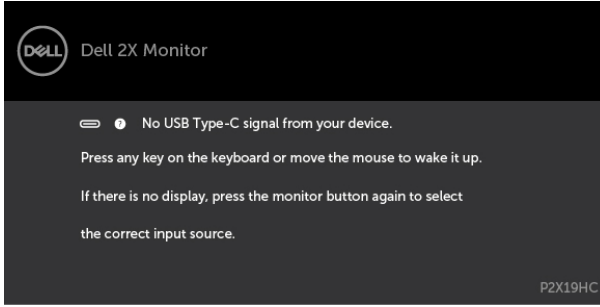 DELL Dell 2X Monitor
? No USB Type-C signal from your device.
Press any key on the keyboard or move the mouse to wake it up.
If there is no display, press the monitor button again to select
the correct input source.
P2X19HC